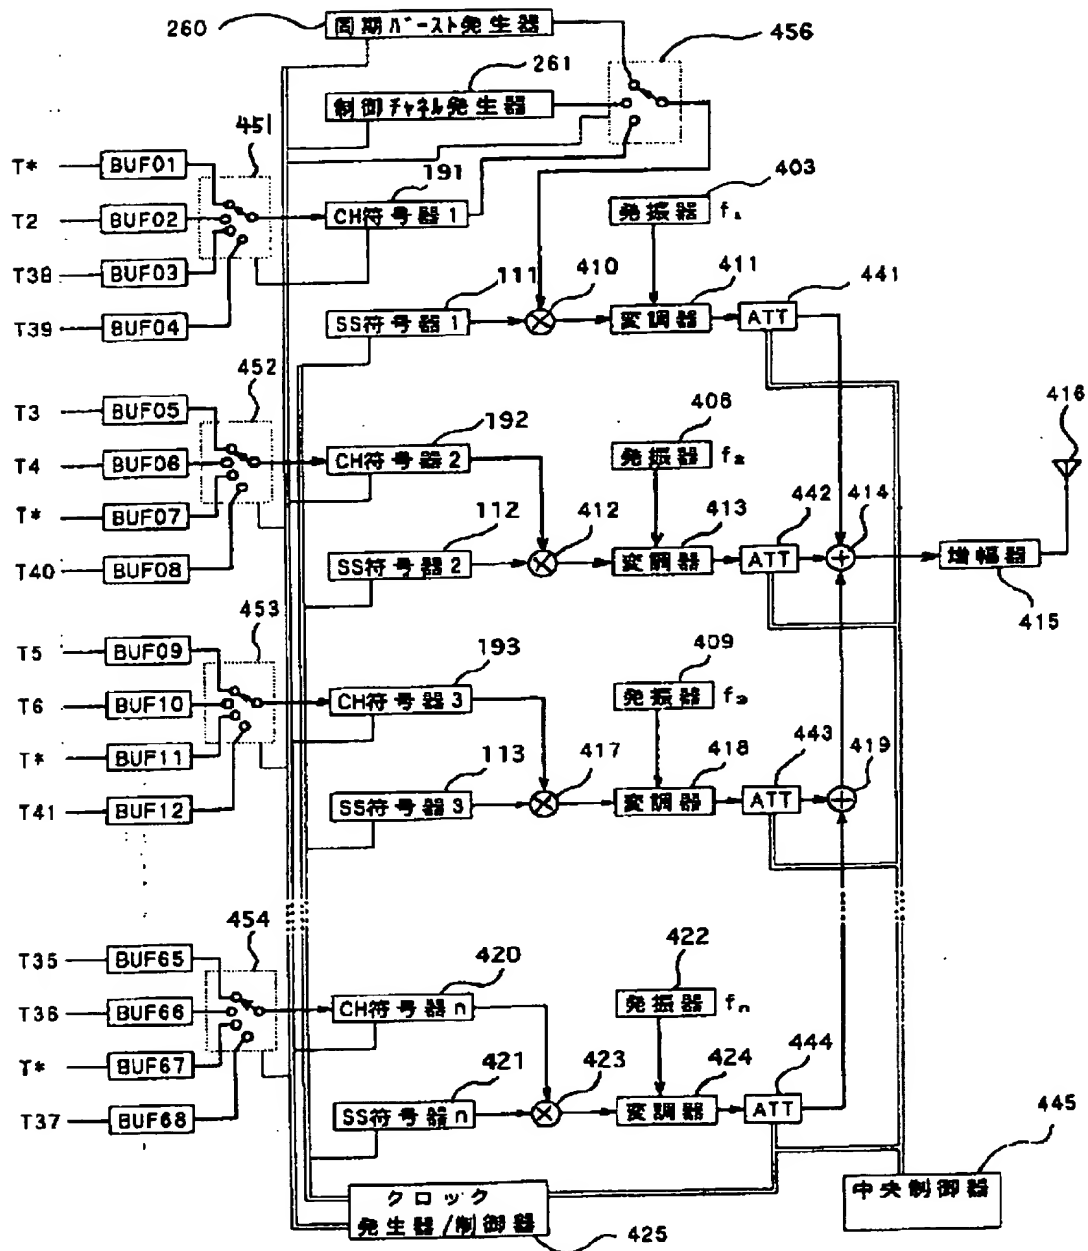 260
同期バースト発生器
456
261
制御チャネル発生器
451
T*
BUF01
191
403
T2
BUF02
CH符号器1
発振器
f₁
T38
BUF03
111
410
411
441
T39
BUF04
SS符号器1
変調器
ATT
452
T3
BUF05
192
408
416
T4
BUF06
CH符号器2
発振器
f₂
T*
BUF07
112
412
413
442
414
T40
BUF08
SS符号器2
変調器
ATT
増幅器
453
415
T5
BUF09
193
409
T6
BUF10
CH符号器3
発振器
f₃
T*
BUF11
113
417
418
443
419
T41
BUF12
SS符号器3
変調器
ATT
454
T35
BUF65
420
422
T36
BUF66
CH符号器n
発振器
fₙ
T*
BUF67
421
423
424
444
T37
BUF68
SS符号器n
変調器
ATT
445
クロック
発生器/制御器
中央制御器
425